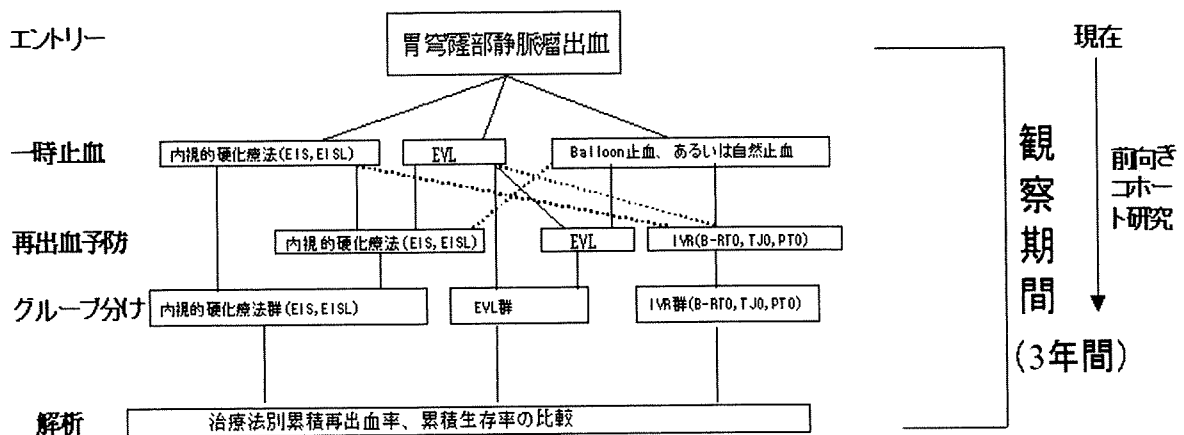 エントリー
胃穹窿部静脈瘤出血
現在
一時止血
内視的硬化療法(EIS,EISL)
EVL
Balloon止血、あるいは自然止血
再出血予防
内視的硬化療法(EIS,EISL)
EVL
IVR(B-RTO,TJO,PTO)
グループ分け
内視的硬化療法群(EIS,EISL)
EVL群
IVR群(B-RTO,TJO,PTO)
解析
治療法別累積再出血率、累積生存率の比較
観察期間
(3年間)
前向き
コホー
ト研究